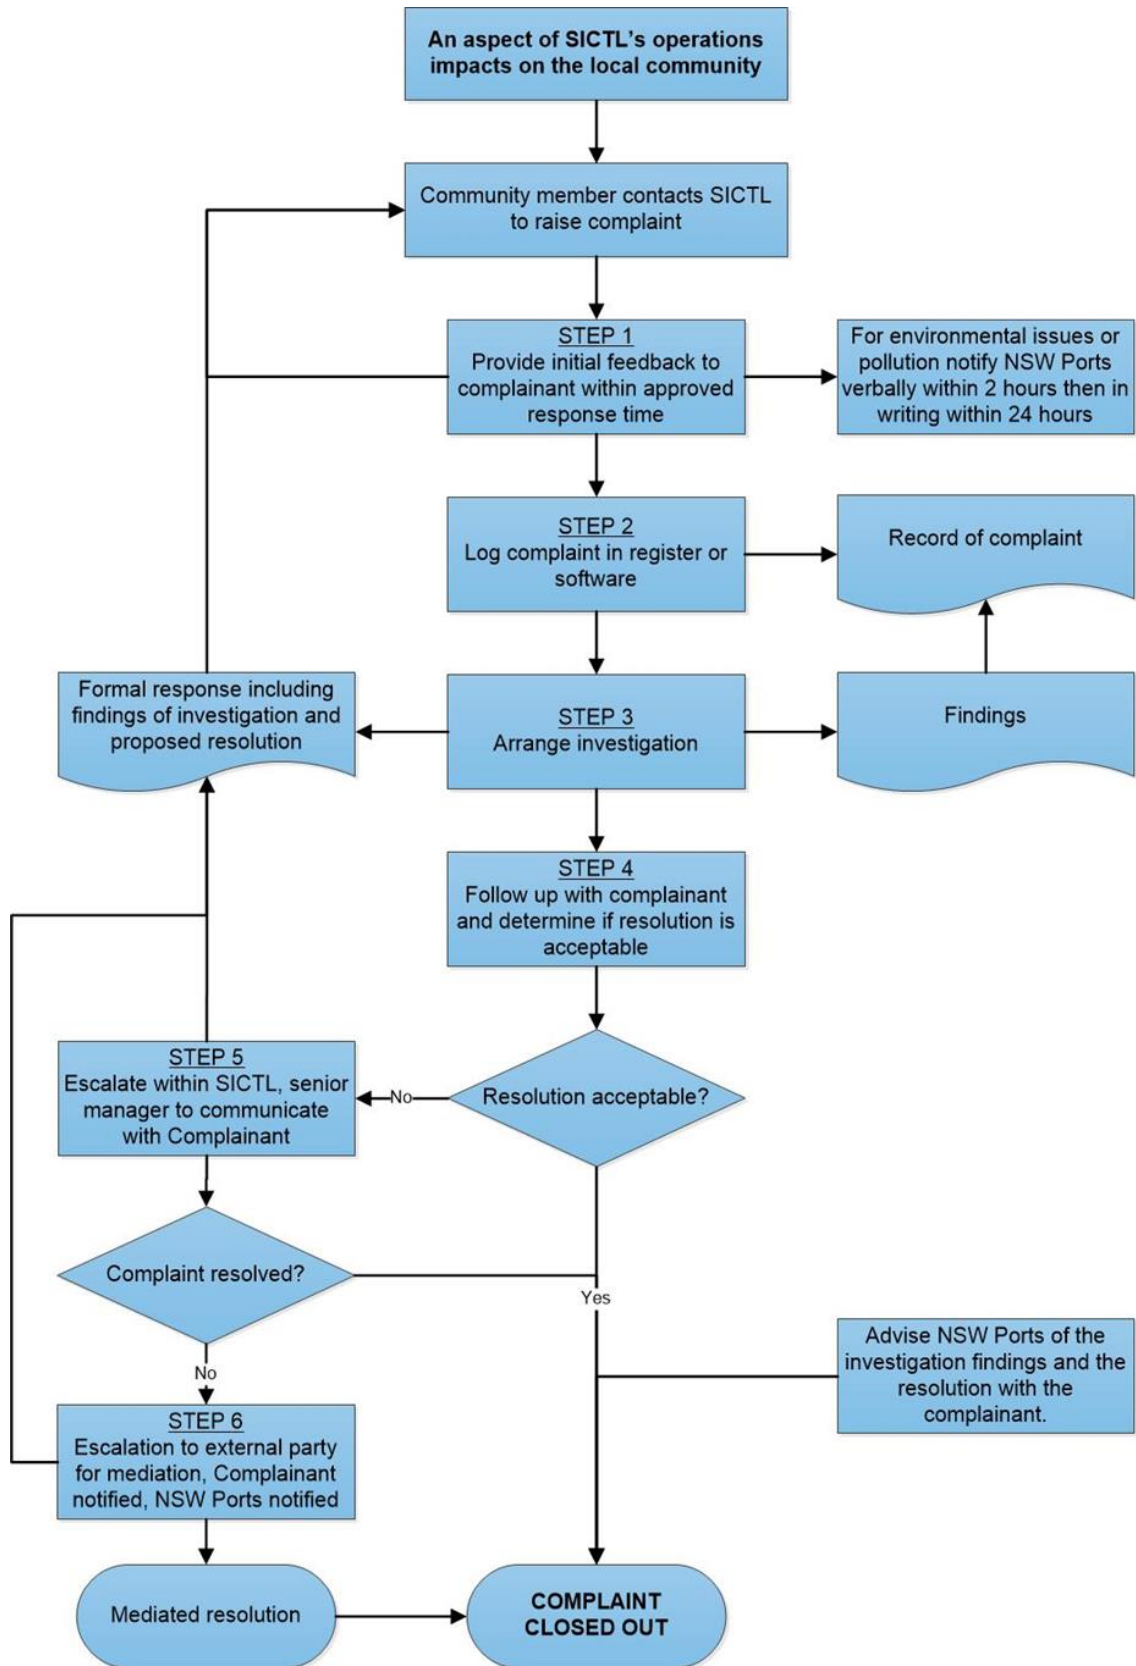 An aspect of SICTL's operations
impacts on the local community
Community member contacts SICTL
to raise complaint
STEP 1
Provide initial feedback to
complainant within approved
response time
For environmental issues or
pollution notify NSW Ports
verbally within 2 hours then in
writing within 24 hours
STEP 2
Log complaint in register or
software
Record of complaint
Formal response including
findings of investigation and
proposed resolution
STEP 3
Arrange investigation
Findings
STEP 4
Follow up with complainant
and determine if resolution is
acceptable
STEP 5
Escalate within SICTL, senior
manager to communicate
with Complainant
No
Resolution acceptable?
Complaint resolved?
Yes
No
Advise NSW Ports of the
investigation findings and the
resolution with the
complainant.
STEP 6
Escalation to external party
for mediation, Complainant
notified, NSW Ports notified
Mediated resolution
COMPLAINT
CLOSED OUT